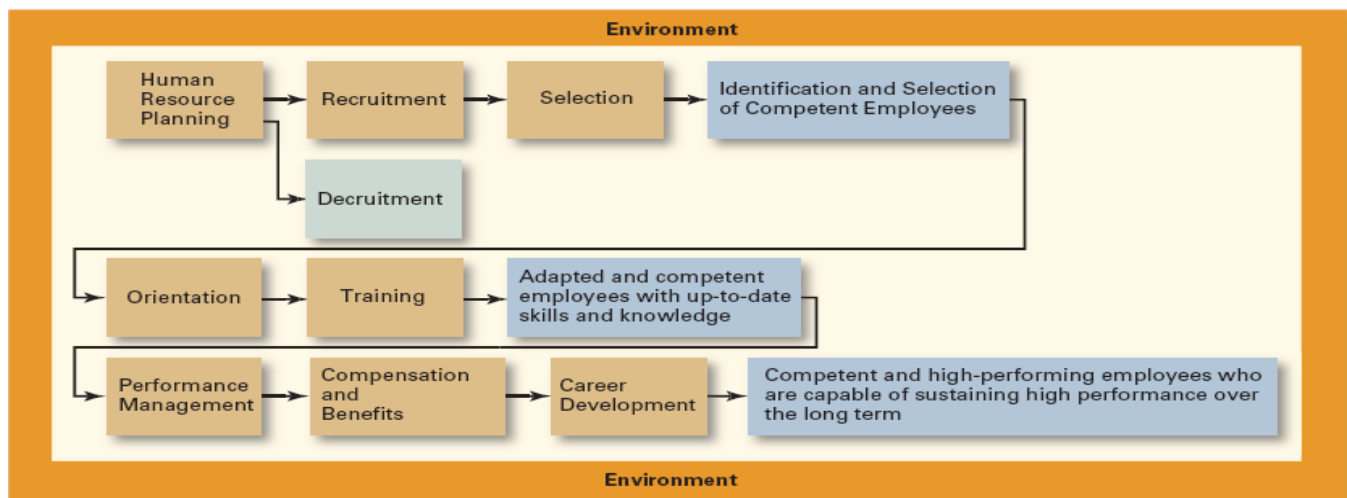 Environment
Human
Resource
Planning
Recruitment
Selection
Identification and Selection
of Competent Employees
Decruitment
Orientation
Training
Adapted and competent
employees with up-to-date
skills and knowledge
Performance
Management
Compensation
and
Benefits
Career
Development
Competent and high-performing employees who
are capable of sustaining high performance over
the long term
Environment